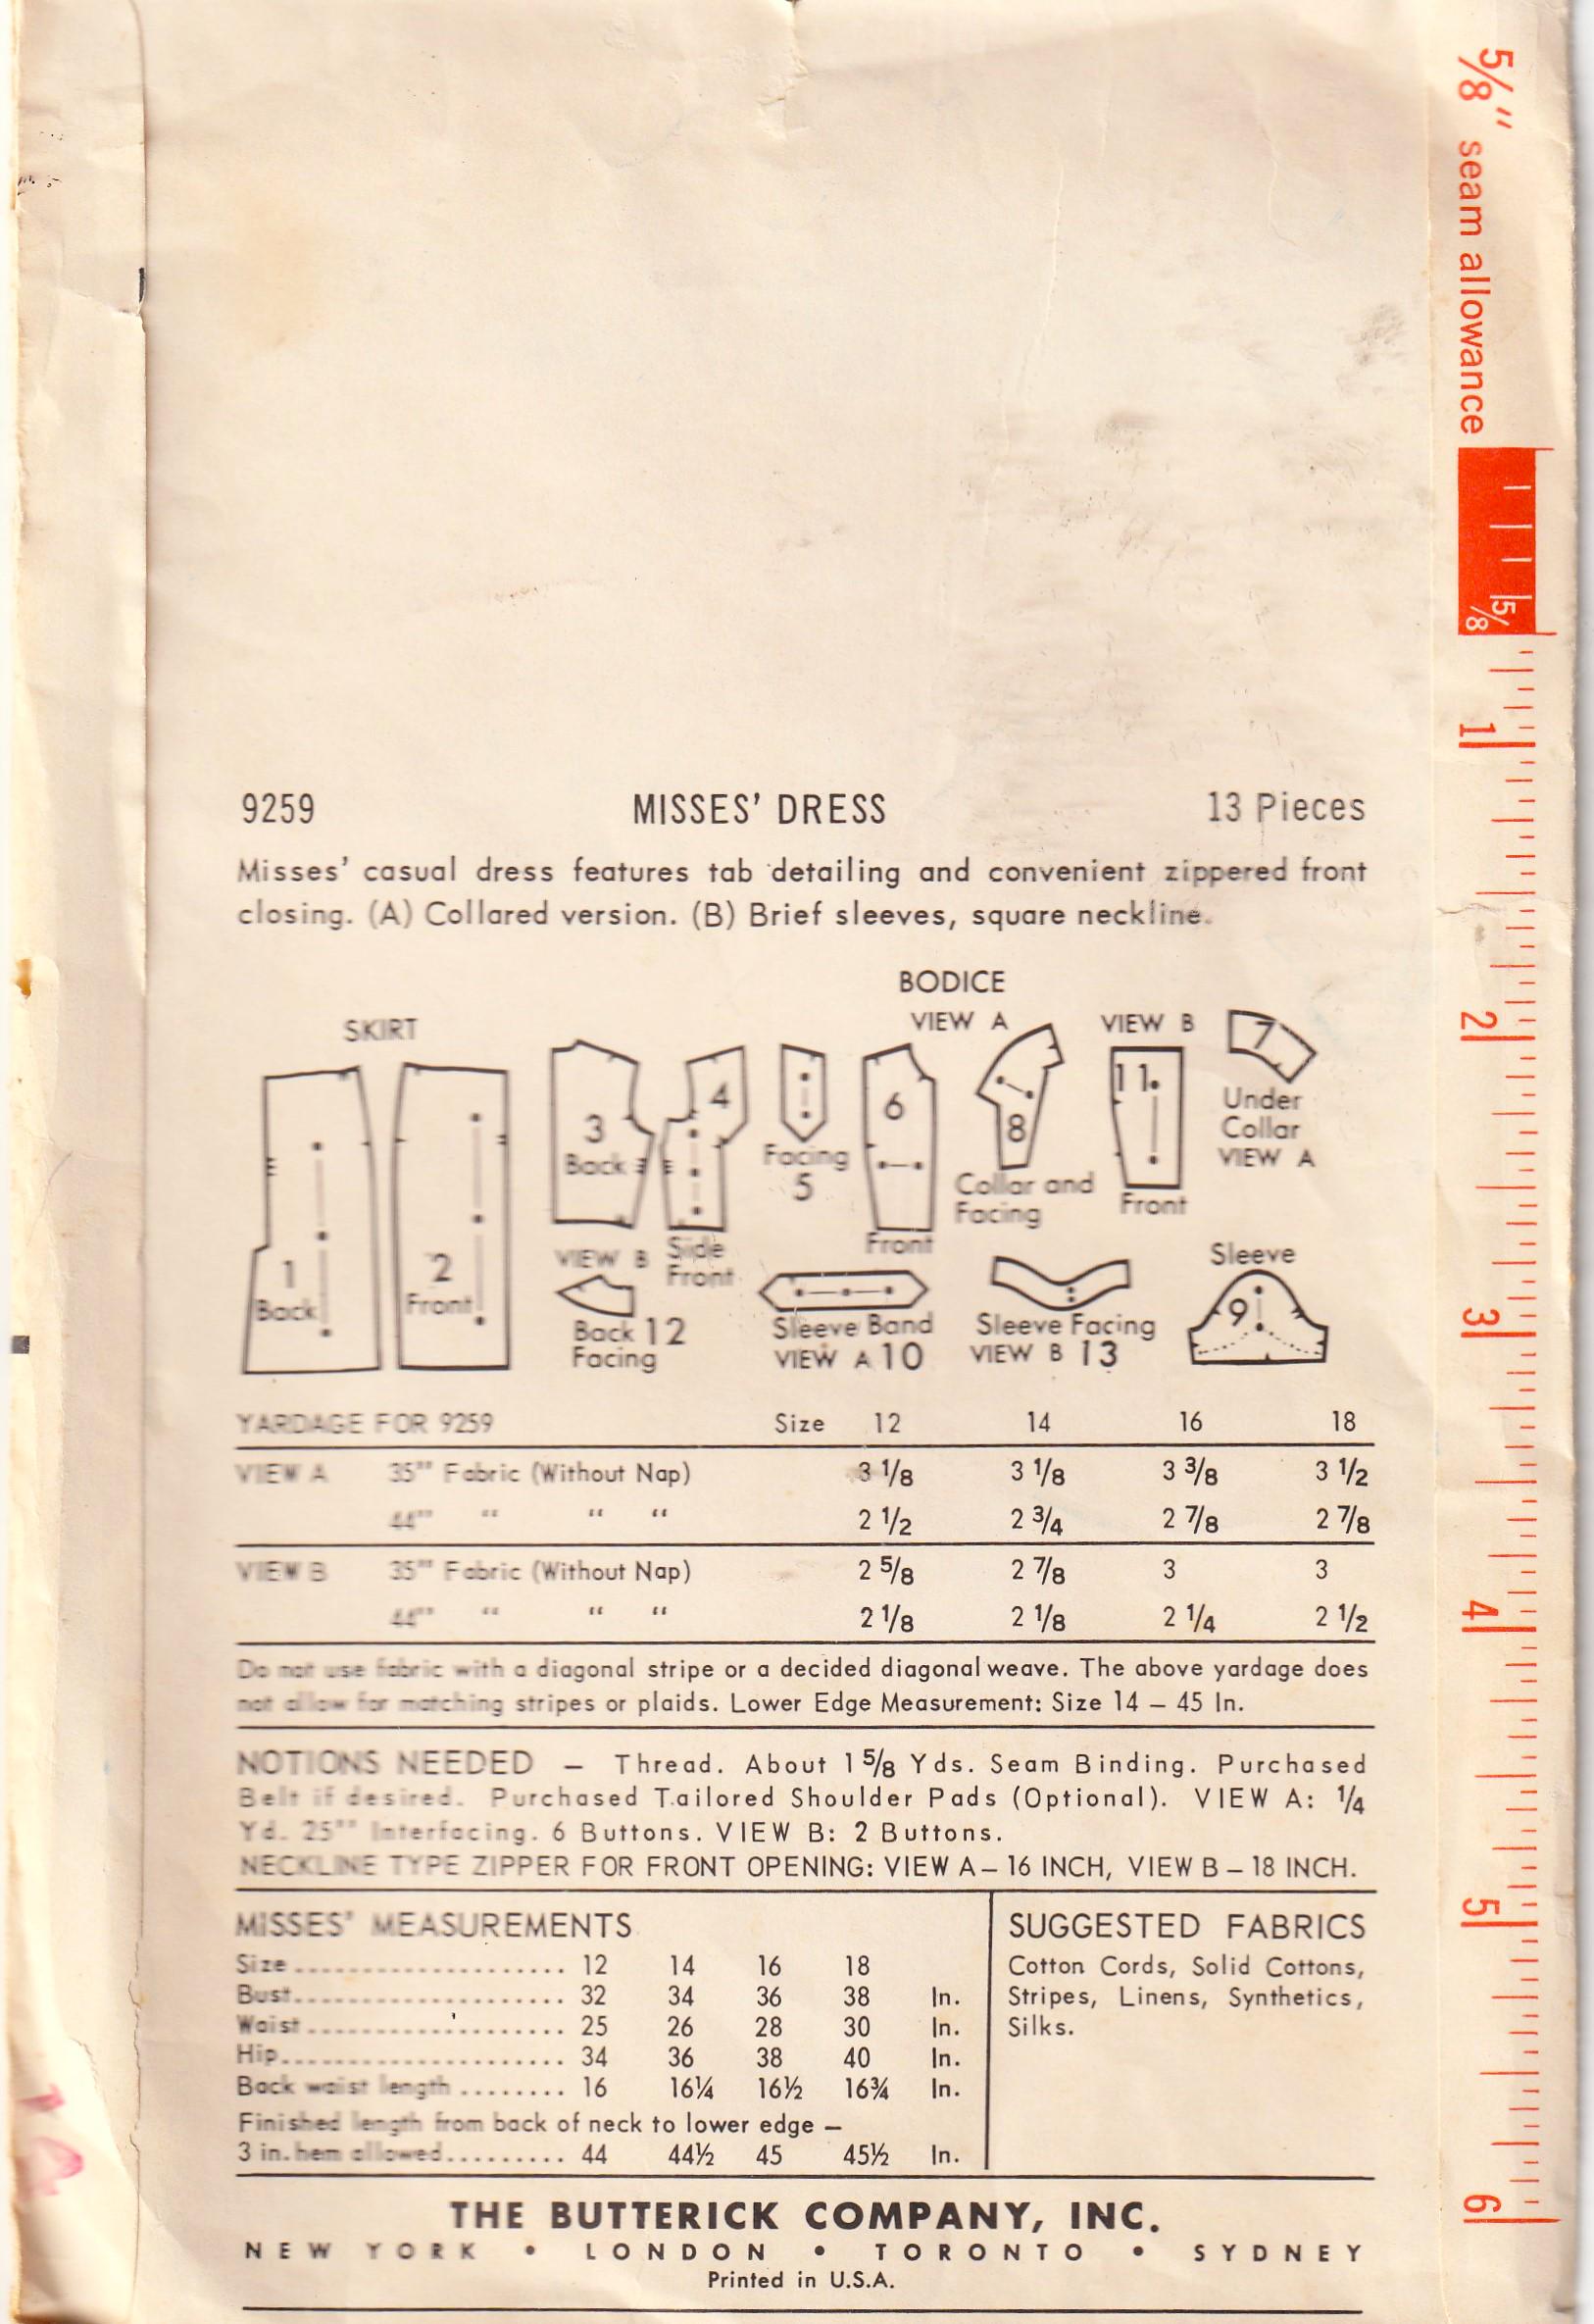 5/8" seam allowance
5/8
1
2
3
4
5
6
9259 MISSES' DRESS 13 Pieces
Misses' casual dress features tab detailing and convenient zippered front
closing. (A) Collared version. (B) Brief sleeves, square neckline.
SKIRT
BODICE
VIEW A
VIEW B
1
Back
2
Front
3
Back
4
Side
Front
Facing
5
6
Front
8
Collar and
Facing
11
Front
7
Under
Collar
VIEW A
VIEW B
Back 12
Facing
Sleeve Band
VIEW A 10
Sleeve Facing
VIEW B 13
Sleeve
9
YARDAGE FOR 9259 Size 12 14 16 18
VIEW A 35" Fabric (Without Nap) 3 1/8 3 1/8 3 3/8 3 1/2
44" " " " 2 1/2 2 3/4 2 7/8 2 7/8
VIEW B 35" Fabric (Without Nap) 2 5/8 2 7/8 3 3
44" " " " 2 1/8 2 1/8 2 1/4 2 1/2
Do not use fabric with a diagonal stripe or a decided diagonal weave. The above yardage does
not allow for matching stripes or plaids. Lower Edge Measurement: Size 14 – 45 In.
NOTIONS NEEDED – Thread. About 1 5/8 Yds. Seam Binding. Purchased
Belt if desired. Purchased Tailored Shoulder Pads (Optional). VIEW A: 1/4
Yd. 25" Interfacing. 6 Buttons. VIEW B: 2 Buttons.
NECKLINE TYPE ZIPPER FOR FRONT OPENING: VIEW A – 16 INCH, VIEW B – 18 INCH.
MISSES' MEASUREMENTS
Size .................... 12 14 16 18
Bust.................... 32 34 36 38 In.
Waist ................... 25 26 28 30 In.
Hip..................... 34 36 38 40 In.
Back waist length ........ 16 16¼ 16½ 16¾ In.
Finished length from back of neck to lower edge –
3 in. hem allowed......... 44 44½ 45 45½ In.
SUGGESTED FABRICS
Cotton Cords, Solid Cottons,
Stripes, Linens, Synthetics,
Silks.
THE BUTTERICK COMPANY, INC.
NEW YORK • LONDON • TORONTO • SYDNEY
Printed in U.S.A.